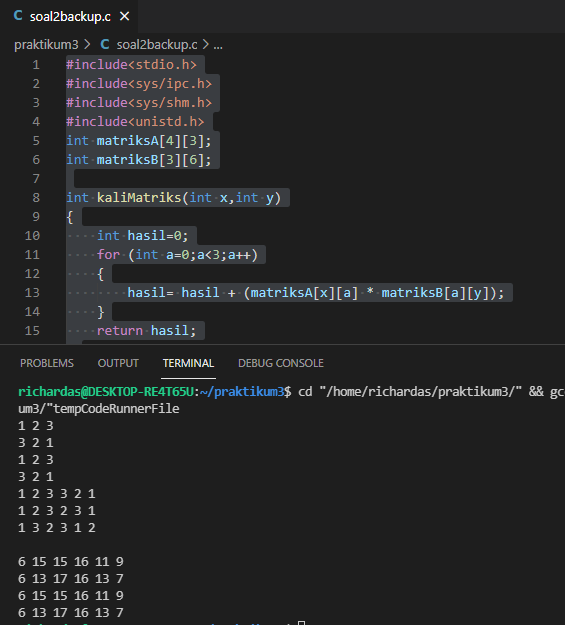 C soal2backup.c ×
praktikum3 > C soal2backup.c > ...
1 #include<stdio.h>
2 #include<sys/ipc.h>
3 #include<sys/shm.h>
4 #include<unistd.h>
5 int matriksA[4][3];
6 int matriksB[3][6];
7
8 int kaliMatriks(int x,int y)
9 {
10 int hasil=0;
11 for (int a=0;a<3;a++)
12 {
13 hasil= hasil + (matriksA[x][a] * matriksB[a][y]);
14 }
15 return hasil;
PROBLEMS OUTPUT TERMINAL DEBUG CONSOLE
richardas@DESKTOP-RE4T65U:~/praktikum3$ cd "/home/richardas/praktikum3/" && gc
um3/"tempCodeRunnerFile
1 2 3
3 2 1
1 2 3
3 2 1
1 2 3 3 2 1
1 2 3 2 3 1
1 3 2 3 1 2
6 15 15 16 11 9
6 13 17 16 13 7
6 15 15 16 11 9
6 13 17 16 13 7